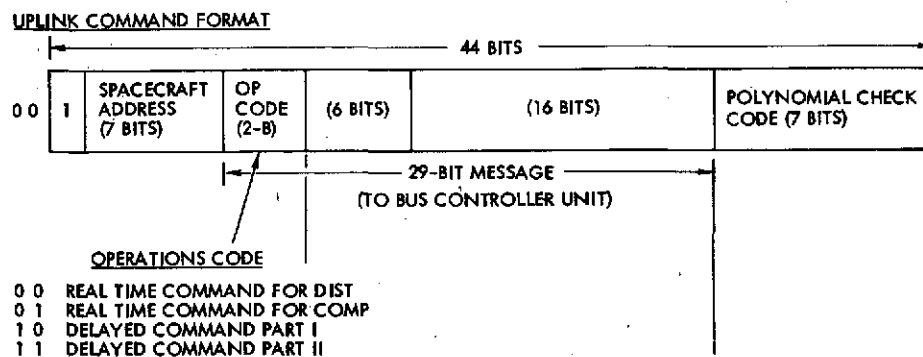 UPLINK COMMAND FORMAT
44 BITS
0 0 1 SPACECRAFT ADDRESS (7 BITS) OP CODE (2-B) (6 BITS) (16 BITS) POLYNOMIAL CHECK CODE (7 BITS)
29-BIT MESSAGE
(TO BUS CONTROLLER UNIT)
OPERATIONS CODE
0 0 REAL TIME COMMAND FOR DIST
0 1 REAL TIME COMMAND FOR COMP
1 0 DELAYED COMMAND PART I
1 1 DELAYED COMMAND PART II